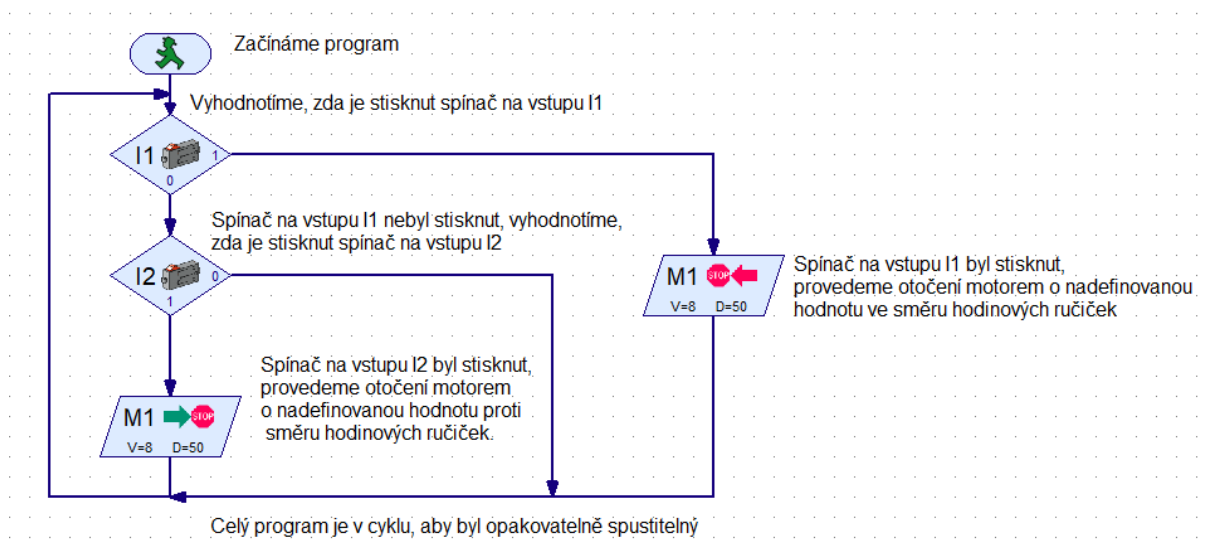 Začínáme program
Vyhodnotíme, zda je stisknut spínač na vstupu I1
I1
1
0
Spínač na vstupu I1 nebyl stisknut, vyhodnotíme,
zda je stisknut spínač na vstupu I2
I2
0
1
M1 STOP
V=8 D=50
Spínač na vstupu I1 byl stisknut,
provedeme otočení motorem o nadefinovanou
hodnotu ve směru hodinových ručiček
Spínač na vstupu I2 byl stisknut,
provedeme otočení motorem
o nadefinovanou hodnotu proti
směru hodinových ručiček.
M1 STOP
V=8 D=50
Celý program je v cyklu, aby byl opakovatelně spustitelný